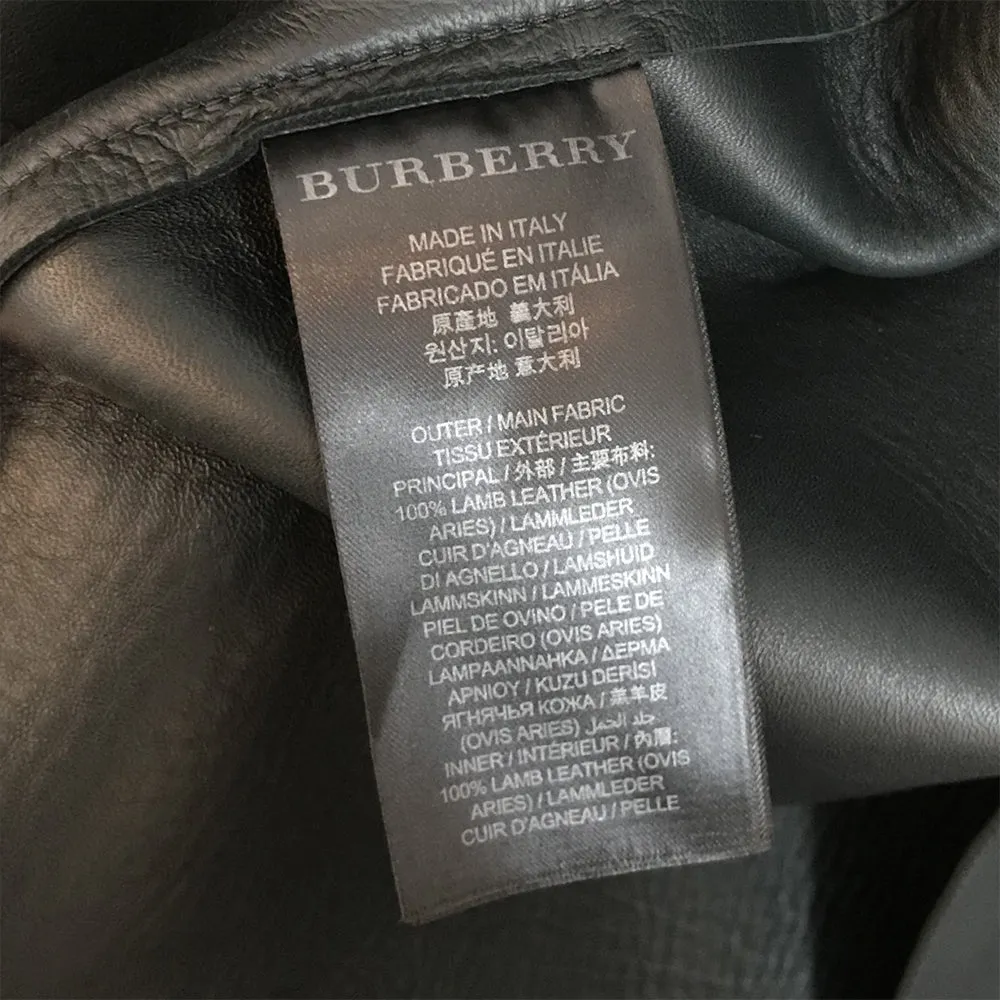 BURBERRY
MADE IN ITALY
FABRIQUÉ EN ITALIE
FABRICADO EM ITÁLIA
原產地 義大利
원산지: 이탈리아
原产地 意大利
OUTER / MAIN FABRIC
TISSU EXTÉRIEUR
PRINCIPAL / 外部 / 主要布料:
100% LAMB LEATHER (OVIS
ARIES) / LAMMLEDER
CUIR D'AGNEAU / PELLE
DI AGNELLO / LAMSHUID
LAMMSKINN / LAMMESKINN
PIEL DE OVINO / PELE DE
CORDEIRO (OVIS ARIES)
LAMPAANNAHKA / ΔΕΡΜΑ
ΑΡΝΙΟΥ / KUZU DERİSİ
ЯГНЯЧЬЯ КОЖА / 羔羊皮
(OVIS ARIES) جلد الحمل
INNER / INTÉRIEUR / 內層:
100% LAMB LEATHER (OVIS
ARIES) / LAMMLEDER
CUIR D'AGNEAU / PELLE